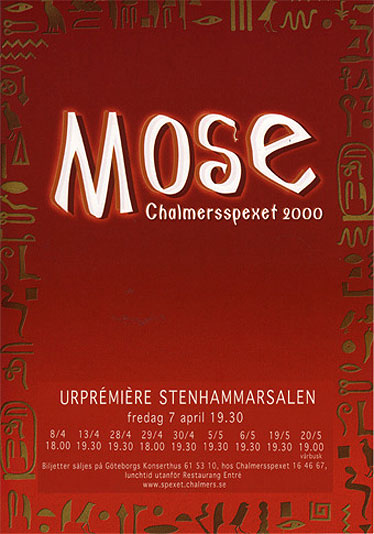 MOSE
Chalmersspexet 2000
URPRÉMIÈRE STENHAMMARSALEN
fredag 7 april 19.30
8/4 13/4 28/4 29/4 30/4 5/5 6/5 19/5 20/5
18.00 19.30 19.30 18.00 19.30 19.30 19.30 19.30 19.00
vårbusk
Biljetter säljes på Göteborgs Konserthus 61 53 10, hos Chalmersspexet 16 46 67,
lunchtid utanför Restaurang Entré
www.spexet.chalmers.se